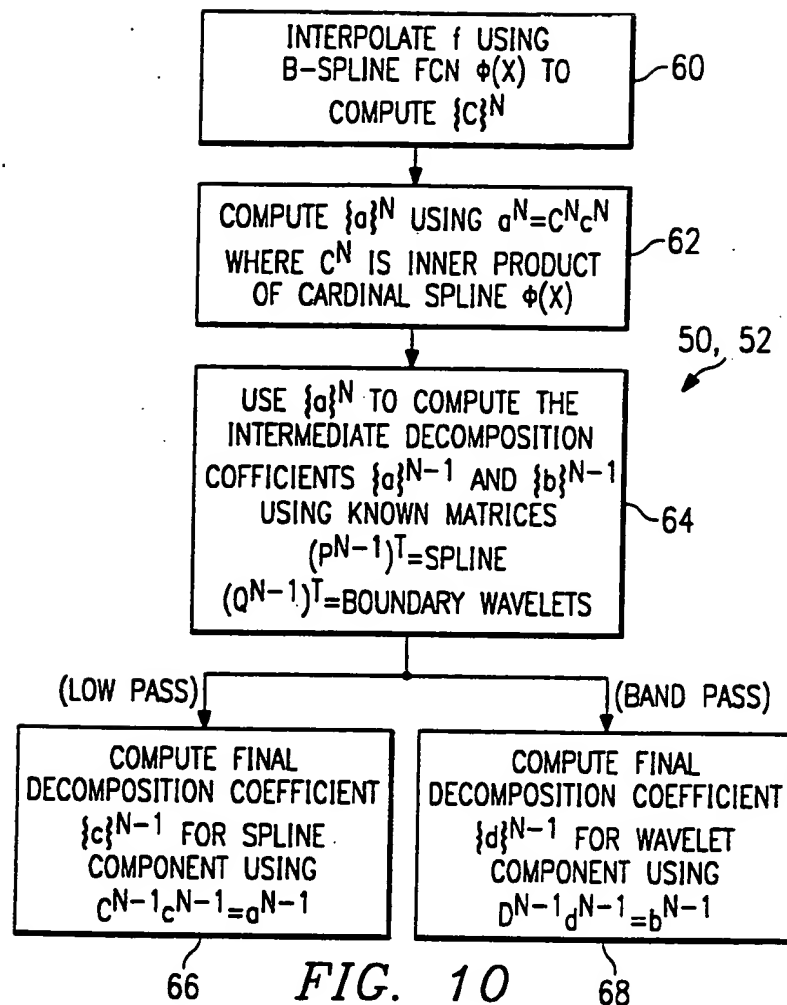 INTERPOLATE f USING
B-SPLINE FCN Φ(X) TO
COMPUTE {C}^N
60
COMPUTE {a}^N USING a^N=C^Nc^N
WHERE C^N IS INNER PRODUCT
OF CARDINAL SPLINE Φ(X)
62
50, 52
USE {a}^N TO COMPUTE THE
INTERMEDIATE DECOMPOSITION
COFFICIENTS {a}^N-1 AND {b}^N-1
USING KNOWN MATRICES
(P^N-1)^T=SPLINE
(Q^N-1)^T=BOUNDARY WAVELETS
64
(LOW PASS)
(BAND PASS)
COMPUTE FINAL
DECOMPOSITION COEFFICIENT
{c}^N-1 FOR SPLINE
COMPONENT USING
C^N-1c^N-1=a^N-1
66
COMPUTE FINAL
DECOMPOSITION COEFFICIENT
{d}^N-1 FOR WAVELET
COMPONENT USING
D^N-1d^N-1=b^N-1
68
FIG. 10